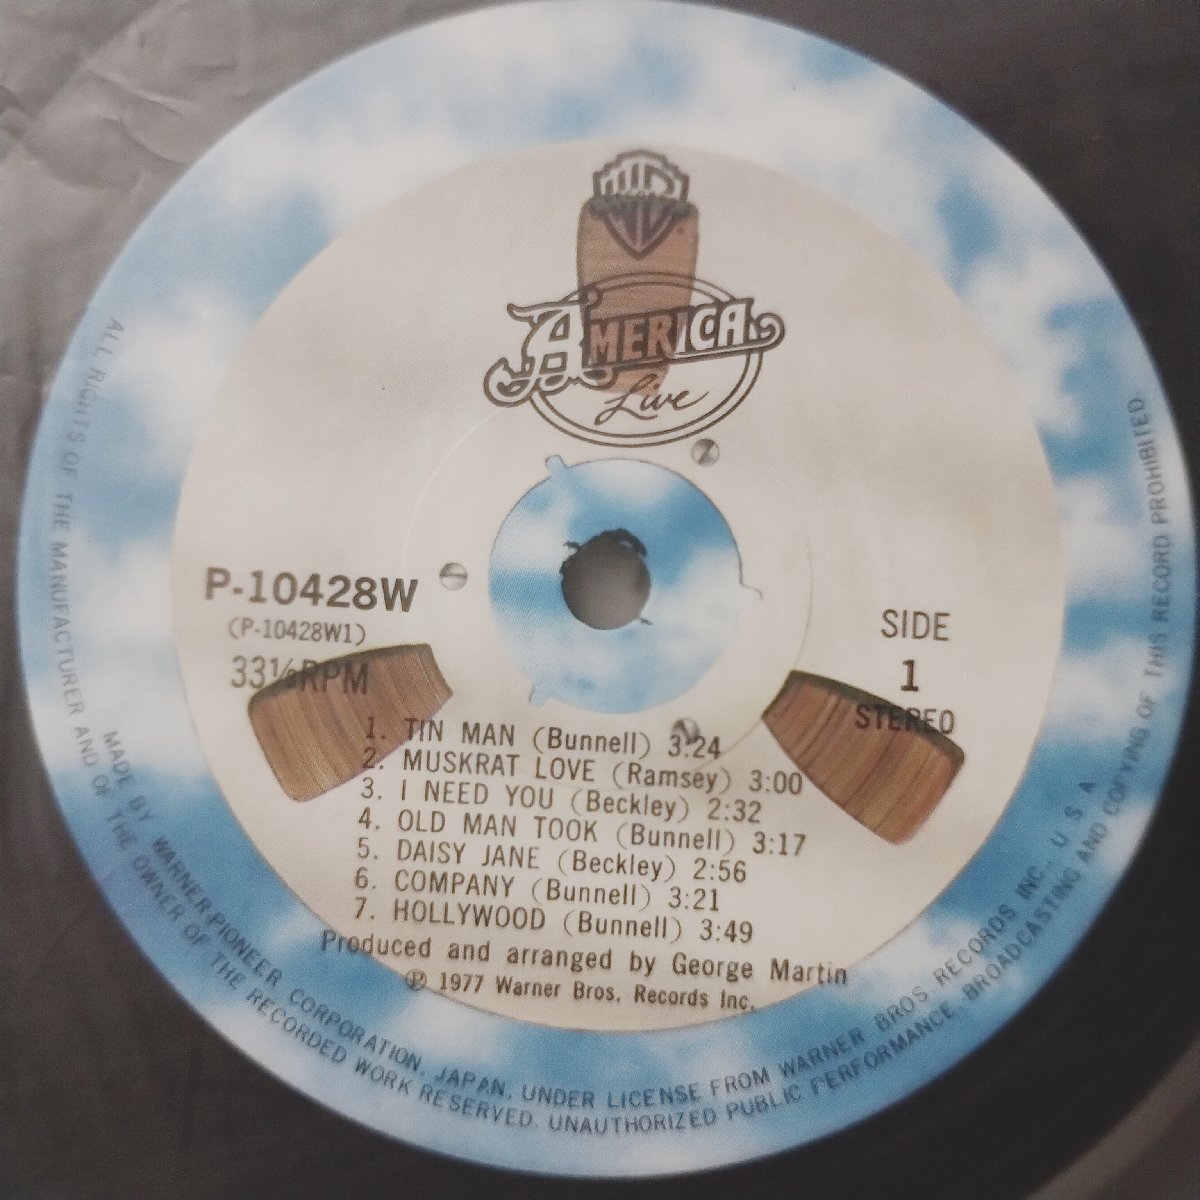 WB
AMERICA
Live
P-10428W
(P-10428W1)
33⅓RPM
SIDE
1
STEREO
1. TIN MAN (Bunnell) 3:24
2. MUSKRAT LOVE (Ramsey) 3:00
3. I NEED YOU (Beckley) 2:32
4. OLD MAN TOOK (Bunnell) 3:17
5. DAISY JANE (Beckley) 2:56
6. COMPANY (Bunnell) 3:21
7. HOLLYWOOD (Bunnell) 3:49
Produced and arranged by George Martin
℗ 1977 Warner Bros. Records Inc.
MADE BY WARNER-PIONEER CORPORATION, JAPAN, UNDER LICENSE FROM WARNER BROS. RECORDS INC., U.S.A.
ALL RIGHTS OF THE MANUFACTURER AND OF THE OWNER OF THE RECORDED WORK RESERVED. UNAUTHORIZED PUBLIC PERFORMANCE, BROADCASTING AND COPYING OF THIS RECORD PROHIBITED.